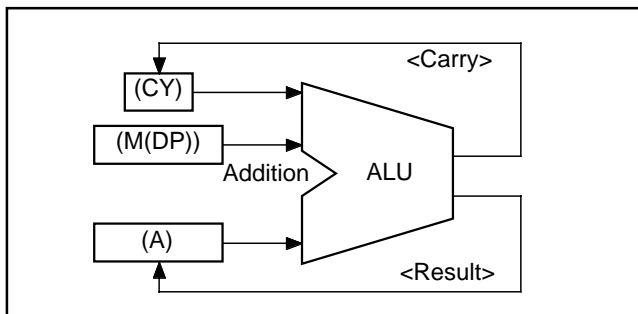 <Carry>
(CY)
(M(DP))
Addition
ALU
(A)
<Result>